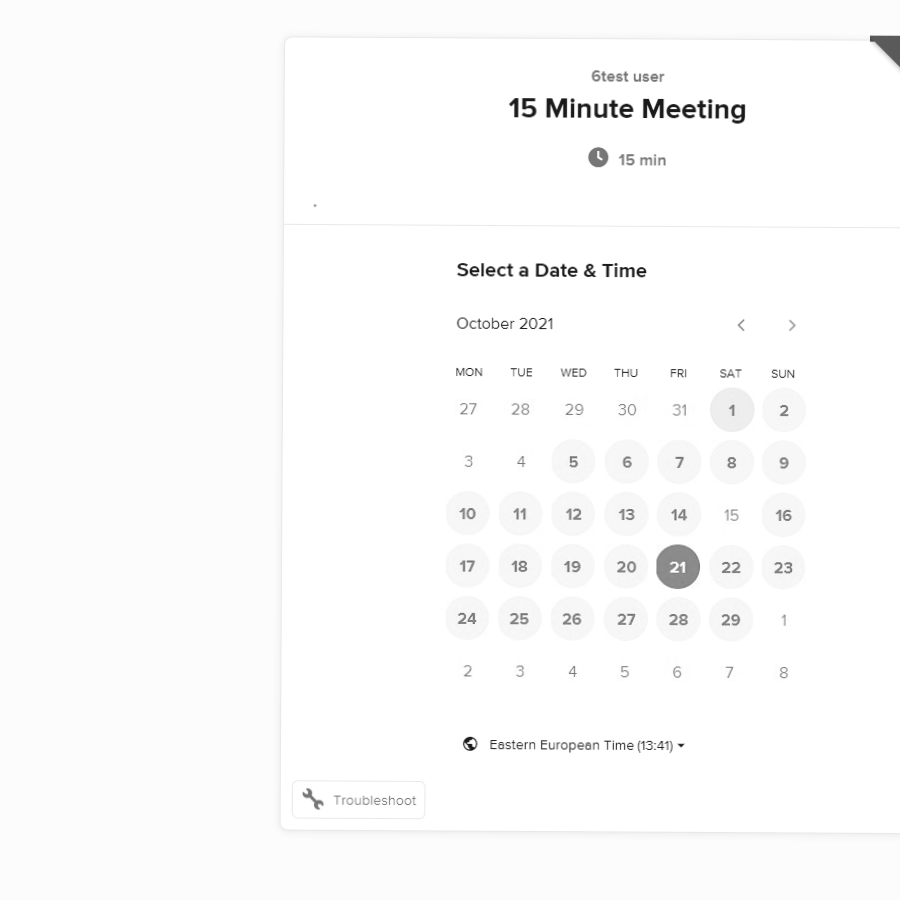 6test user
15 Minute Meeting
15 min
.
Select a Date & Time
October 2021
MON TUE WED THU FRI SAT SUN
27 28 29 30 31 1 2
3 4 5 6 7 8 9
10 11 12 13 14 15 16
17 18 19 20 21 22 23
24 25 26 27 28 29 1
2 3 4 5 6 7 8
Eastern European Time (13:41)
Troubleshoot